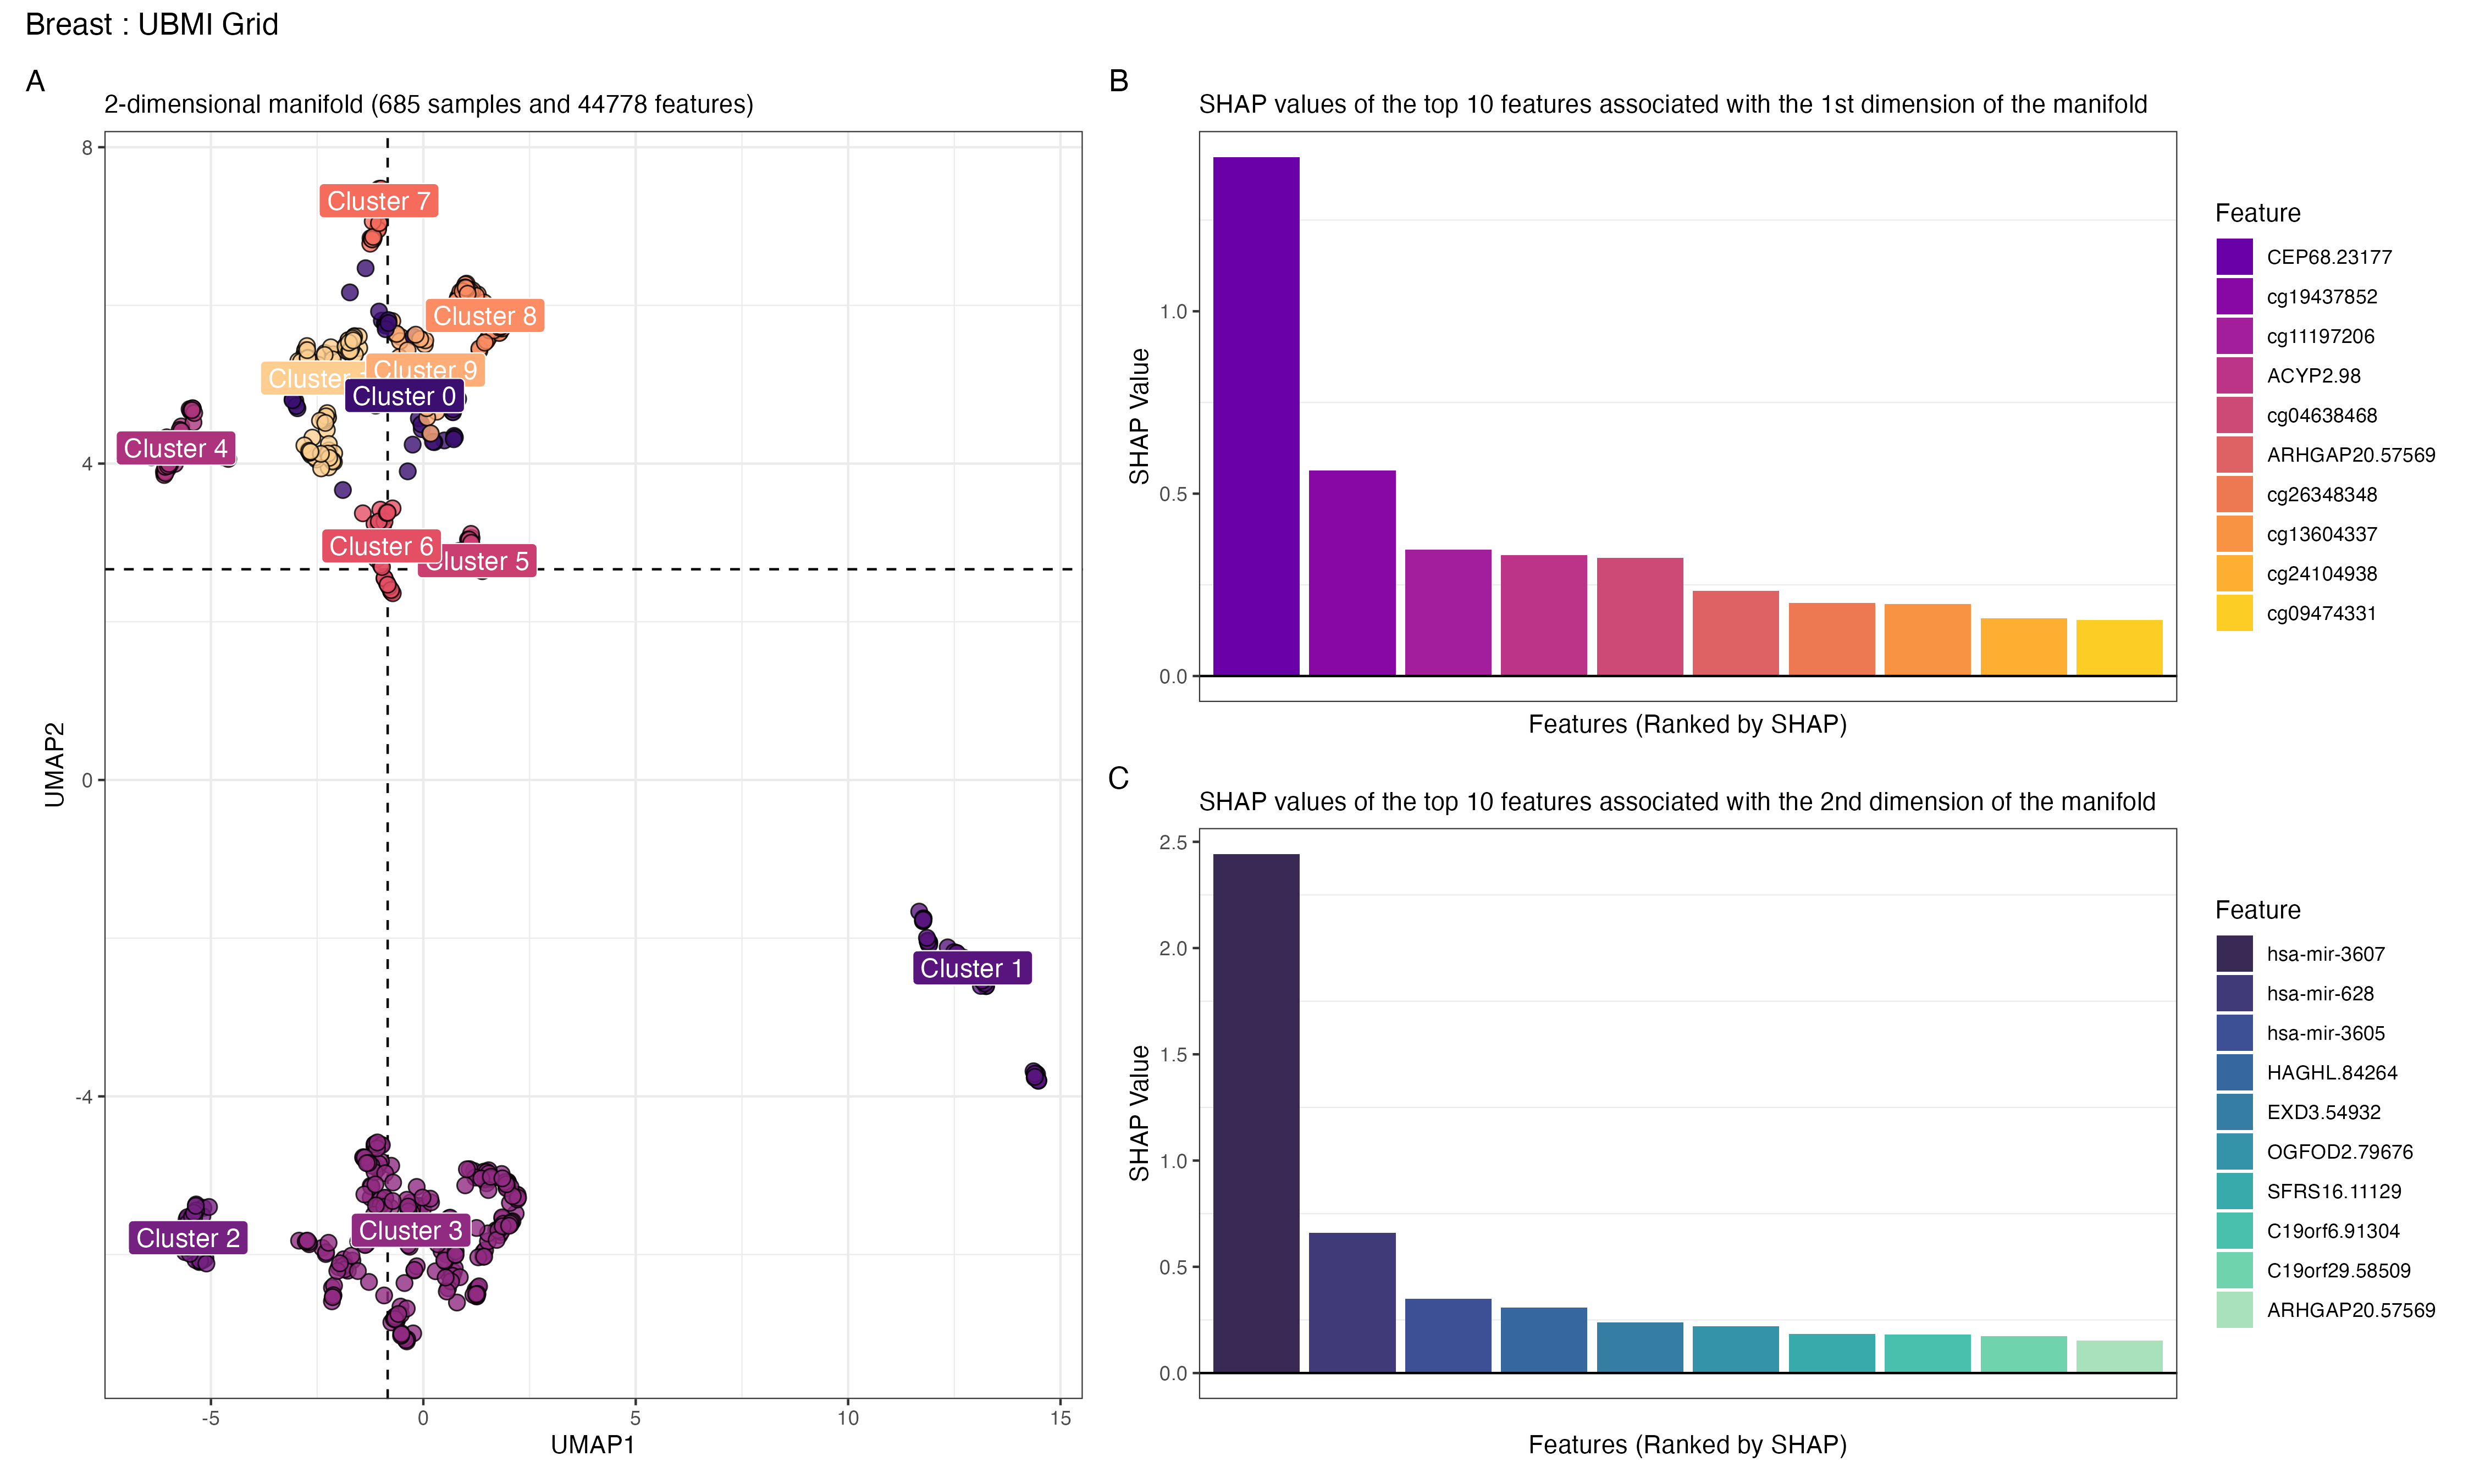 Breast : UBMI Grid
A
2-dimensional manifold (685 samples and 44778 features)
8
4
0
-4
UMAP2
Cluster 7
Cluster 8
Cluster
Cluster 9
Cluster 0
Cluster 4
Cluster 6
Cluster 5
Cluster 1
Cluster 3
Cluster 2
-5
0
5
10
15
UMAP1
B
SHAP values of the top 10 features associated with the 1st dimension of the manifold
1.0
0.5
0.0
SHAP Value
Features (Ranked by SHAP)
Feature
CEP68.23177
cg19437852
cg11197206
ACYP2.98
cg04638468
ARHGAP20.57569
cg26348348
cg13604337
cg24104938
cg09474331
C
SHAP values of the top 10 features associated with the 2nd dimension of the manifold
2.5
2.0
1.5
1.0
0.5
0.0
SHAP Value
Features (Ranked by SHAP)
Feature
hsa-mir-3607
hsa-mir-628
hsa-mir-3605
HAGHL.84264
EXD3.54932
OGFOD2.79676
SFRS16.11129
C19orf6.91304
C19orf29.58509
ARHGAP20.57569